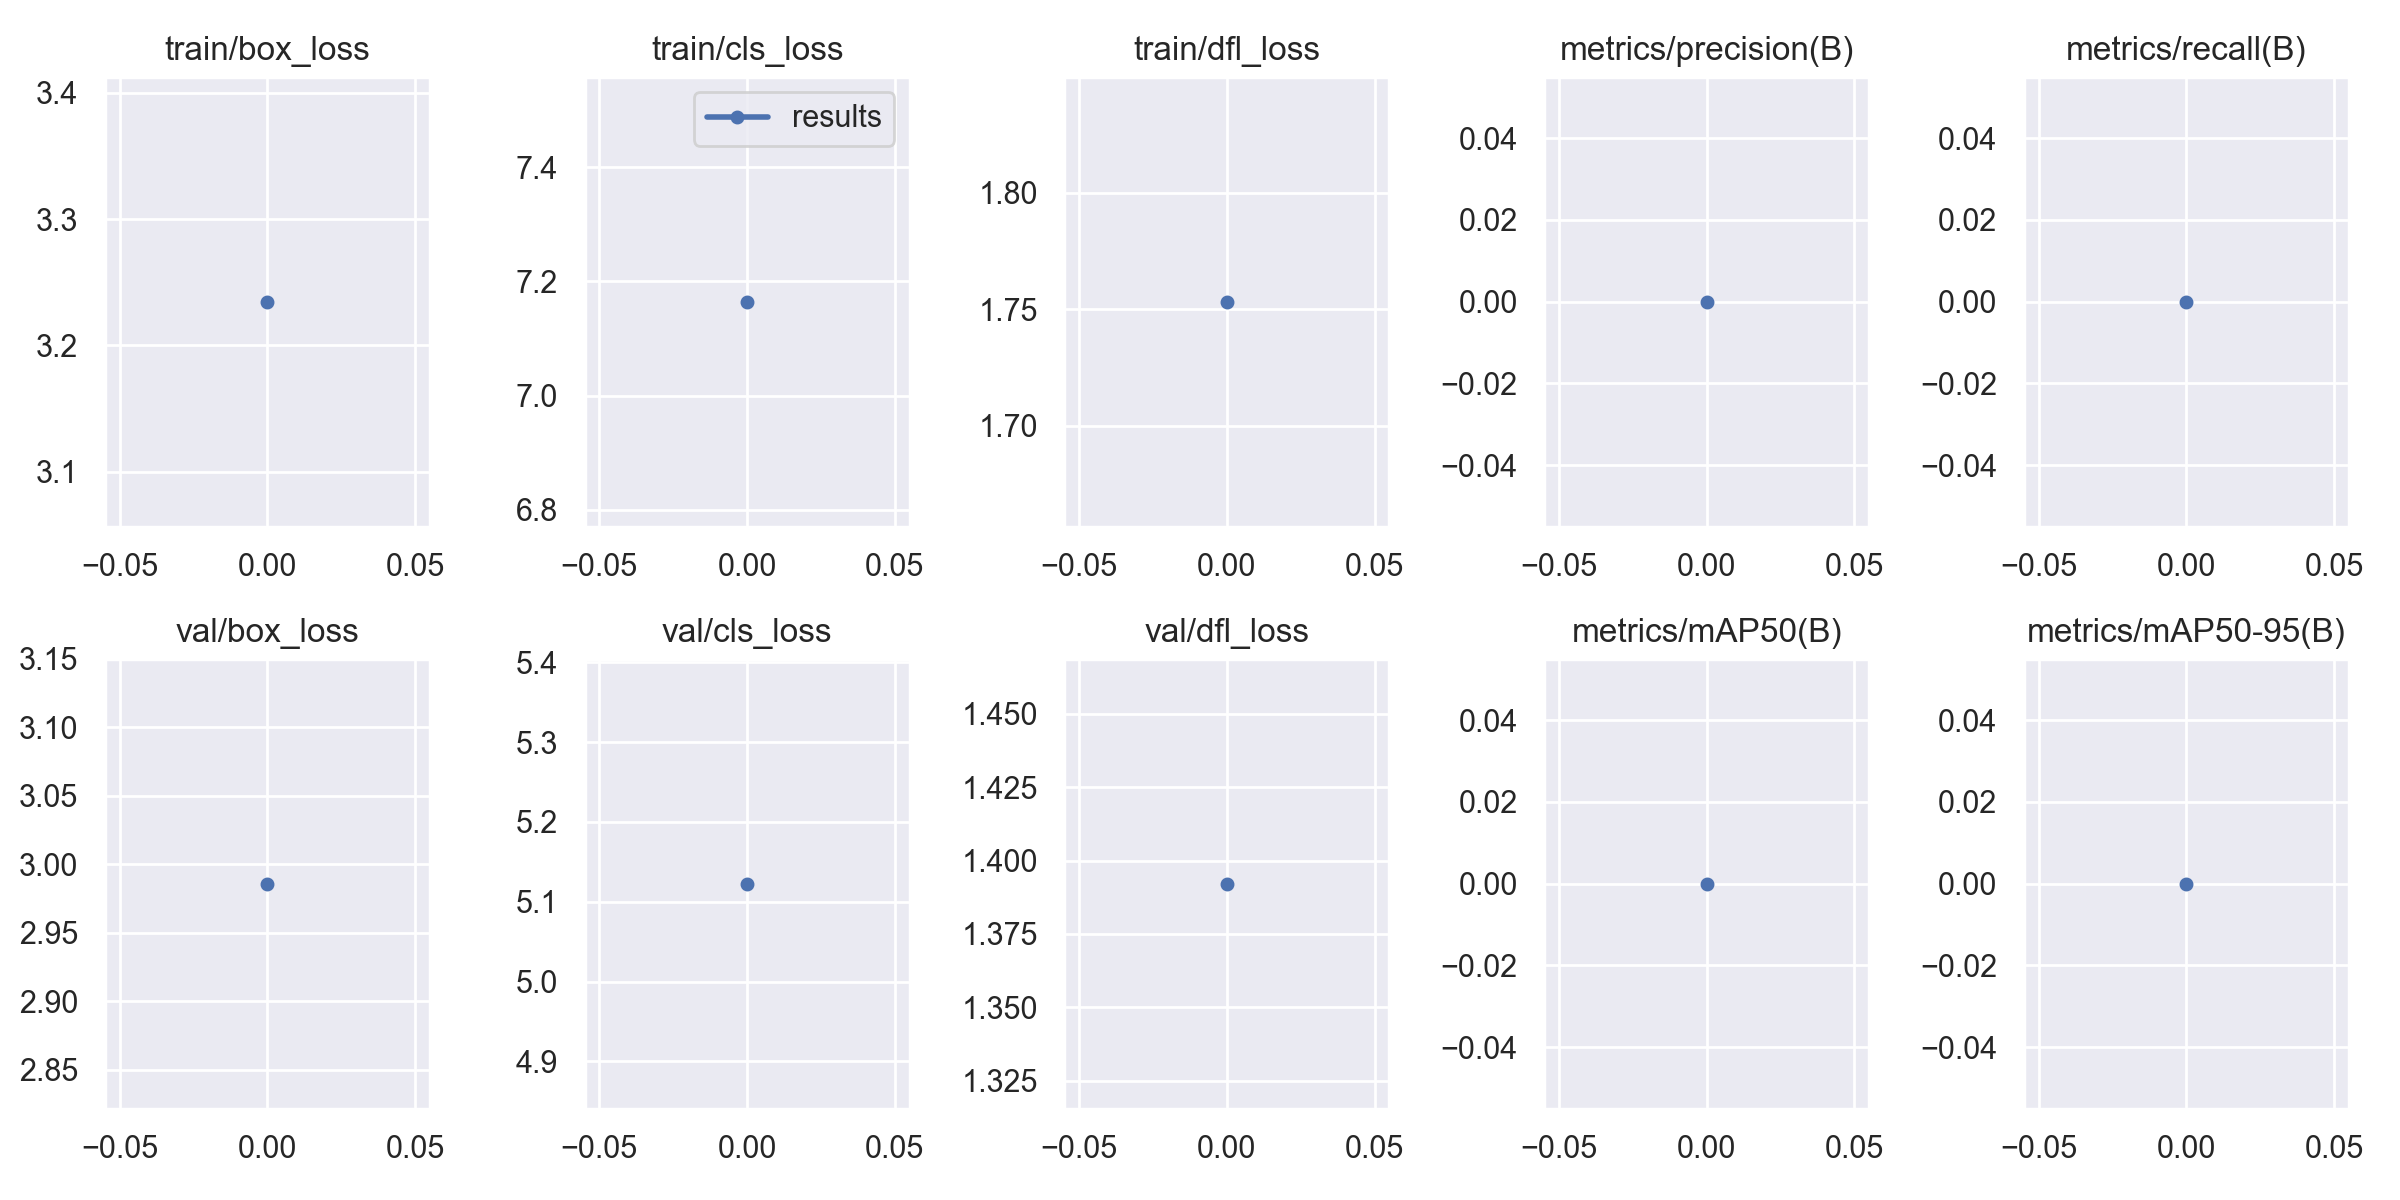 train/box_loss
3.4
3.3
3.2
3.1
−0.05 0.00 0.05
train/cls_loss
results
7.4
7.2
7.0
6.8
−0.05 0.00 0.05
train/dfl_loss
1.80
1.75
1.70
−0.05 0.00 0.05
metrics/precision(B)
0.04
0.02
0.00
−0.02
−0.04
−0.05 0.00 0.05
metrics/recall(B)
0.04
0.02
0.00
−0.02
−0.04
−0.05 0.00 0.05
val/box_loss
3.15
3.10
3.05
3.00
2.95
2.90
2.85
−0.05 0.00 0.05
val/cls_loss
5.4
5.3
5.2
5.1
5.0
4.9
−0.05 0.00 0.05
val/dfl_loss
1.450
1.425
1.400
1.375
1.350
1.325
−0.05 0.00 0.05
metrics/mAP50(B)
0.04
0.02
0.00
−0.02
−0.04
−0.05 0.00 0.05
metrics/mAP50-95(B)
0.04
0.02
0.00
−0.02
−0.04
−0.05 0.00 0.05